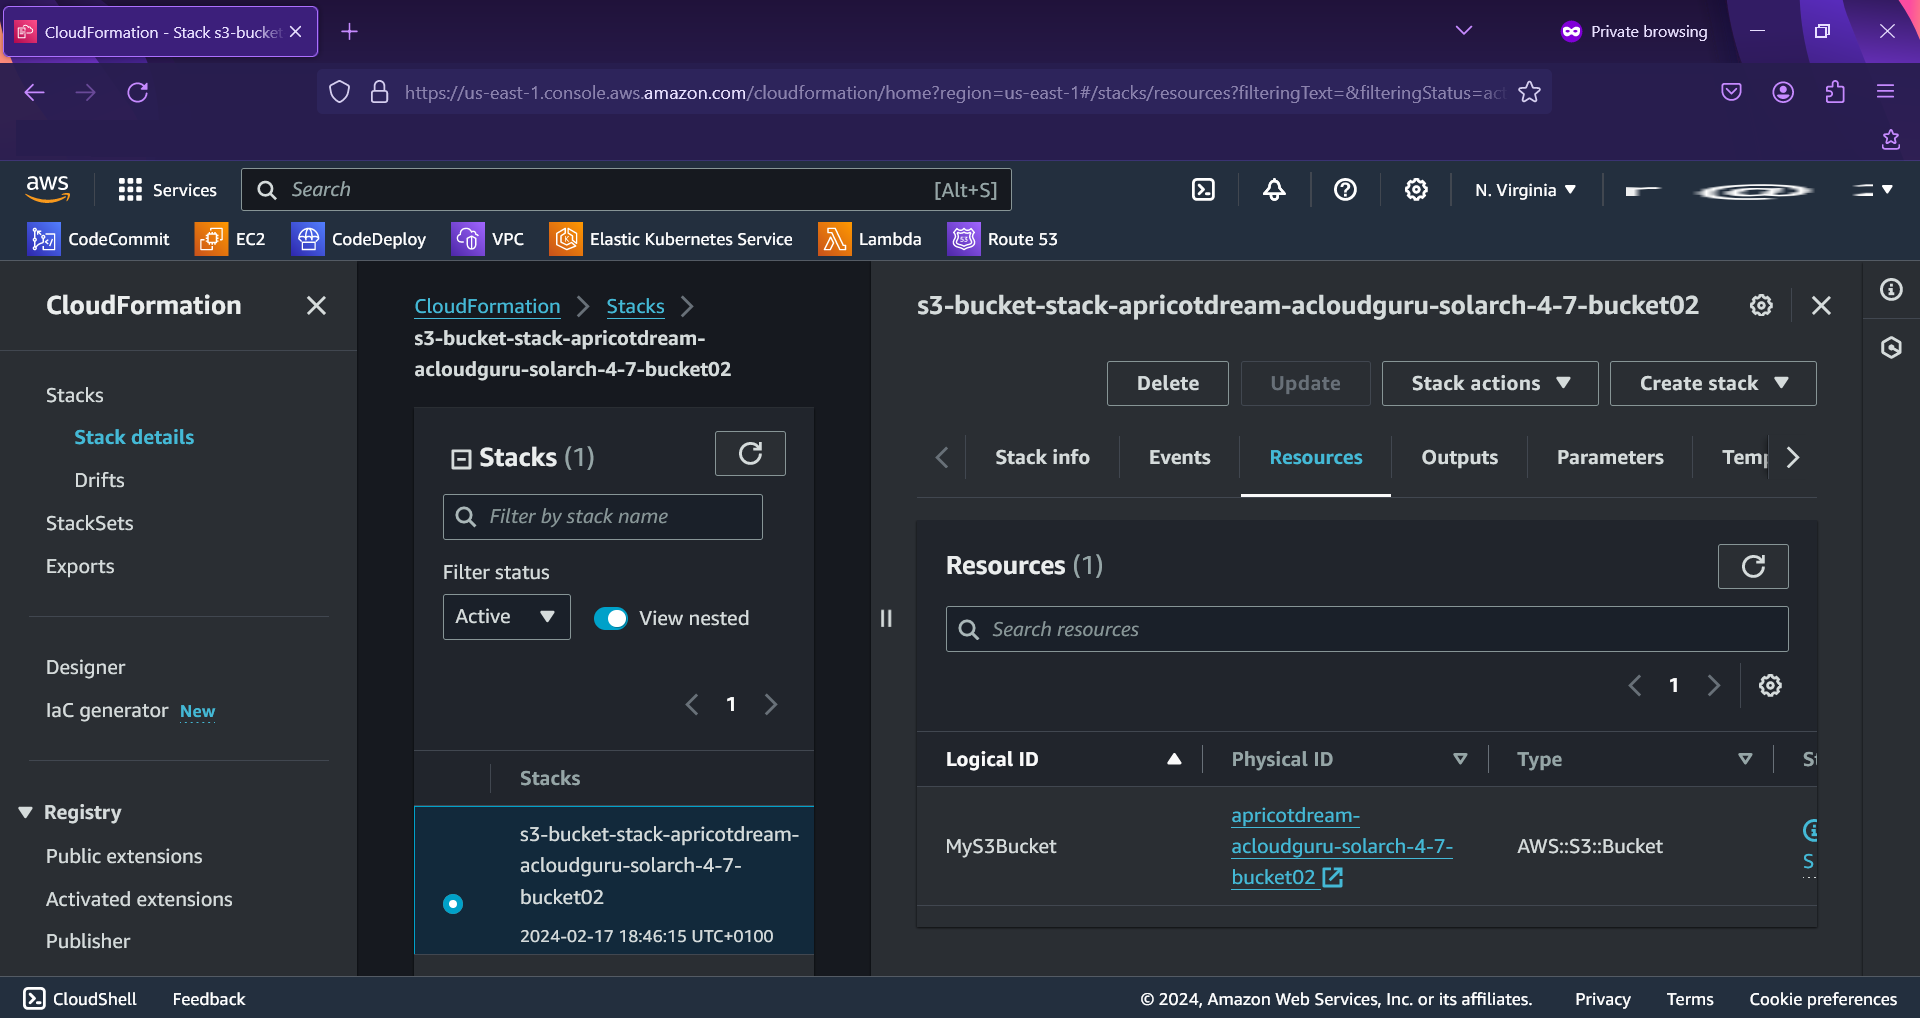 CloudFormation - Stack s3-bucket
Private browsing
https://us-east-1.console.aws.amazon.com/cloudformation/home?region=us-east-1#/stacks/resources?filteringText=&filteringStatus=act
aws
Services
Search
[Alt+S]
N. Virginia
CodeCommit
EC2
CodeDeploy
VPC
Elastic Kubernetes Service
Lambda
Route 53
CloudFormation
Stacks
Stack details
Drifts
StackSets
Exports
Designer
IaC generator New
Registry
Public extensions
Activated extensions
Publisher
CloudFormation
Stacks
s3-bucket-stack-apricotdream-
acloudguru-solarch-4-7-bucket02
Stacks (1)
Filter by stack name
Filter status
Active
View nested
1
Stacks
s3-bucket-stack-apricotdream-
acloudguru-solarch-4-7-
bucket02
2024-02-17 18:46:15 UTC+0100
s3-bucket-stack-apricotdream-acloudguru-solarch-4-7-bucket02
Delete
Update
Stack actions
Create stack
Stack info
Events
Resources
Outputs
Parameters
Temp
Resources (1)
Search resources
1
Logical ID
Physical ID
Type
St
MyS3Bucket
apricotdream-
acloudguru-solarch-4-7-
bucket02
AWS::S3::Bucket
S
CloudShell
Feedback
© 2024, Amazon Web Services, Inc. or its affiliates.
Privacy
Terms
Cookie preferences